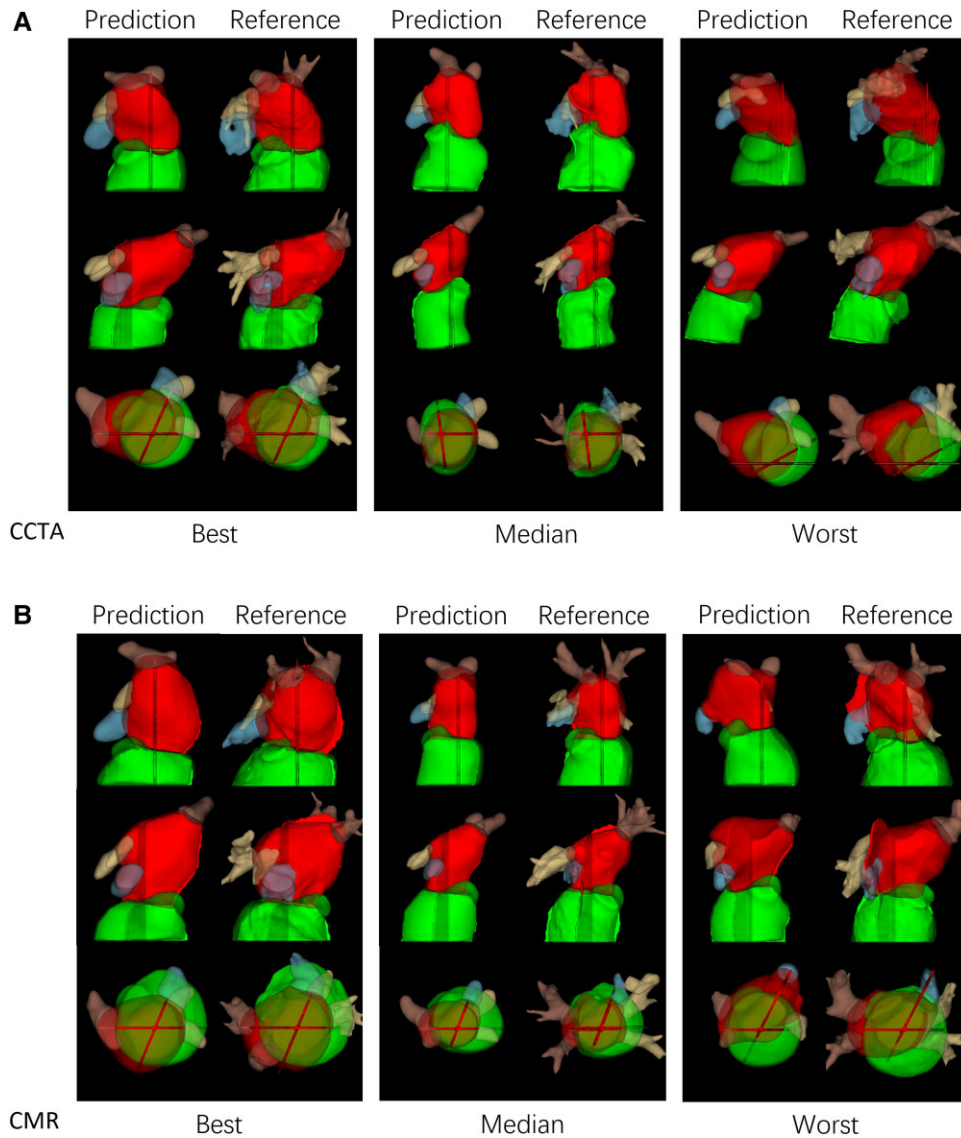 A
Prediction Reference Prediction Reference Prediction Reference
CCTA Best Median Worst
B
Prediction Reference Prediction Reference Prediction Reference
CMR Best Median Worst